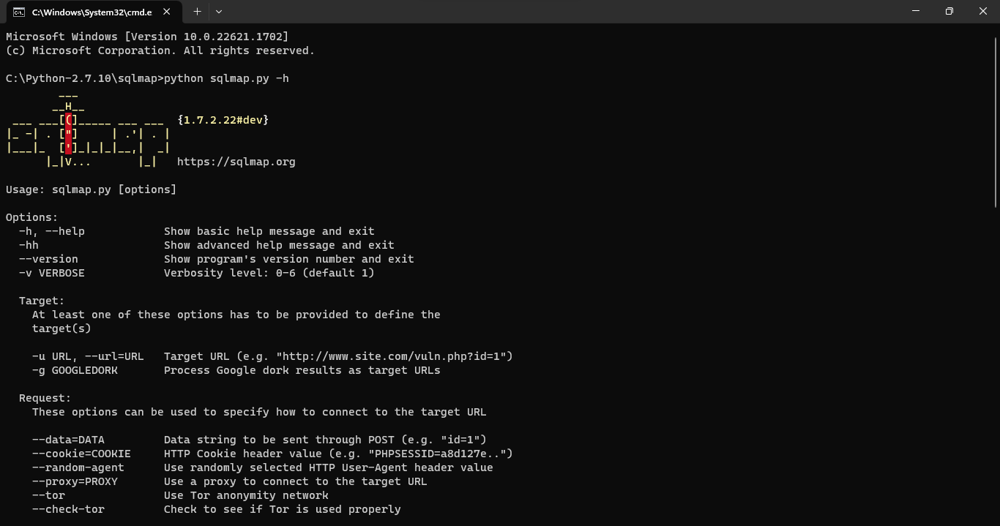 C:\Windows\System32\cmd.e
Microsoft Windows [Version 10.0.22621.1702]
(c) Microsoft Corporation. All rights reserved.

C:\Python-2.7.10\sqlmap>python sqlmap.py -h
        ___
       __H__
 ___ ___[(]_____ ___ ___  {1.7.2.22#dev}
|_ -| . ["]     | .'| . |
|___|_  [']_|_|_|__,|  _|
      |_|V...       |_|   https://sqlmap.org

Usage: sqlmap.py [options]

Options:
  -h, --help            Show basic help message and exit
  -hh                   Show advanced help message and exit
  --version             Show program's version number and exit
  -v VERBOSE            Verbosity level: 0-6 (default 1)

  Target:
    At least one of these options has to be provided to define the
    target(s)

    -u URL, --url=URL   Target URL (e.g. "http://www.site.com/vuln.php?id=1")
    -g GOOGLEDORK       Process Google dork results as target URLs

  Request:
    These options can be used to specify how to connect to the target URL

    --data=DATA         Data string to be sent through POST (e.g. "id=1")
    --cookie=COOKIE     HTTP Cookie header value (e.g. "PHPSESSID=a8d127e..")
    --random-agent      Use randomly selected HTTP User-Agent header value
    --proxy=PROXY       Use a proxy to connect to the target URL
    --tor               Use Tor anonymity network
    --check-tor         Check to see if Tor is used properly